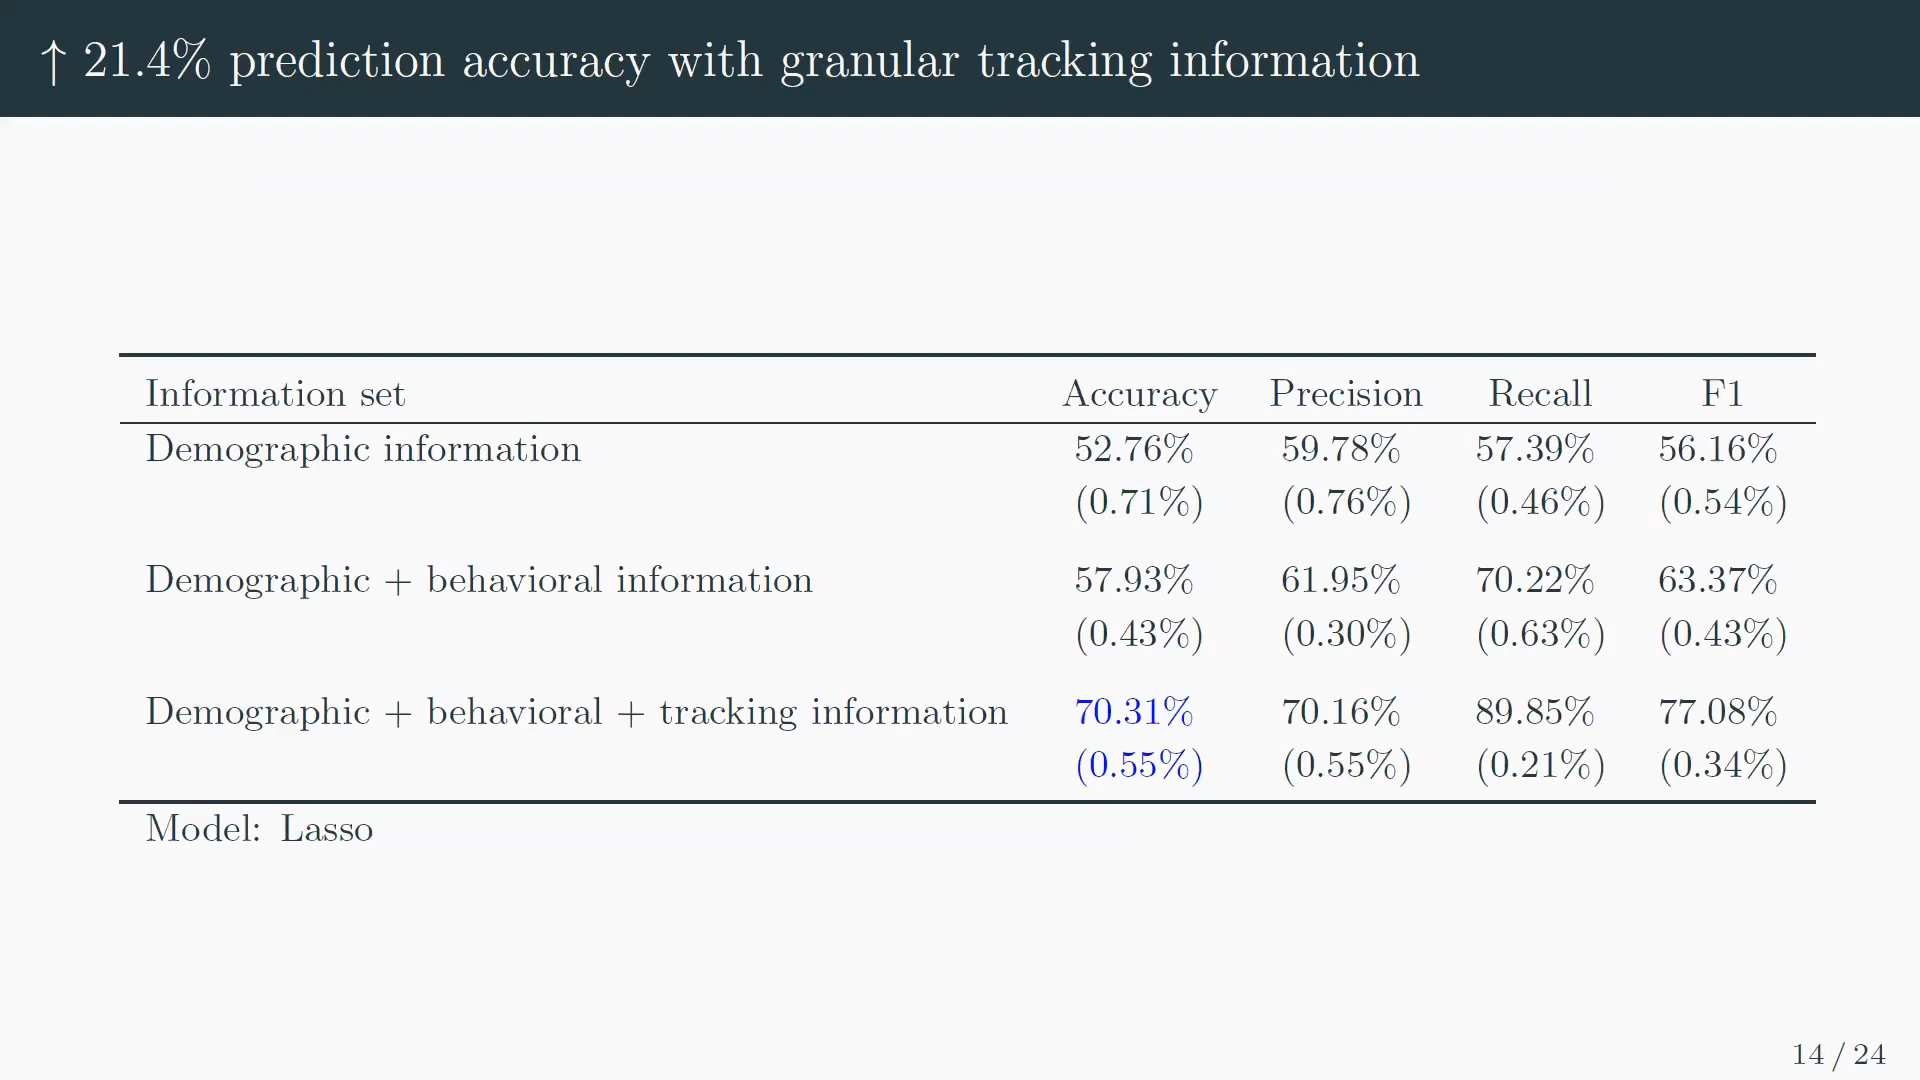 ↑ 21.4% prediction accuracy with granular tracking information
Information set Accuracy Precision Recall F1
Demographic information 52.76% 59.78% 57.39% 56.16%
(0.71%) (0.76%) (0.46%) (0.54%)
Demographic + behavioral information 57.93% 61.95% 70.22% 63.37%
(0.43%) (0.30%) (0.63%) (0.43%)
Demographic + behavioral + tracking information 70.31% 70.16% 89.85% 77.08%
(0.55%) (0.55%) (0.21%) (0.34%)
Model: Lasso
14 / 24